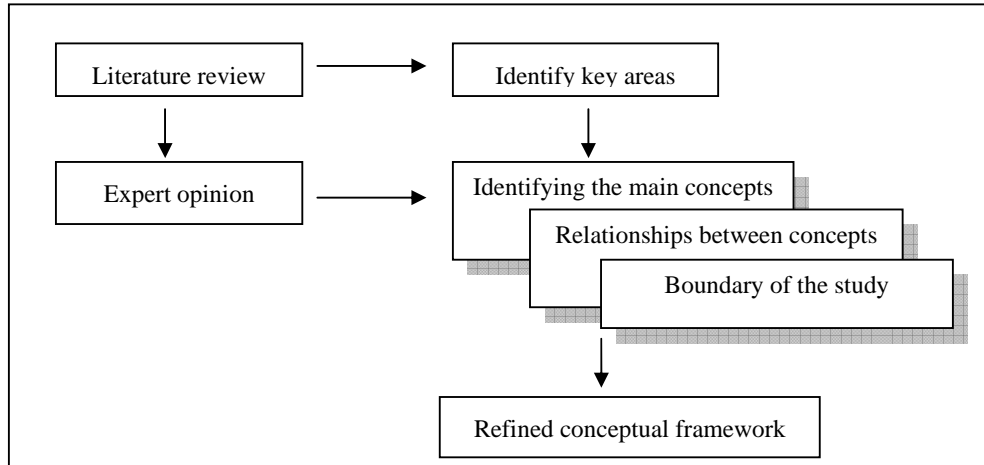 Literature review
Identify key areas
Expert opinion
Identifying the main concepts
Relationships between concepts
Boundary of the study
Refined conceptual framework